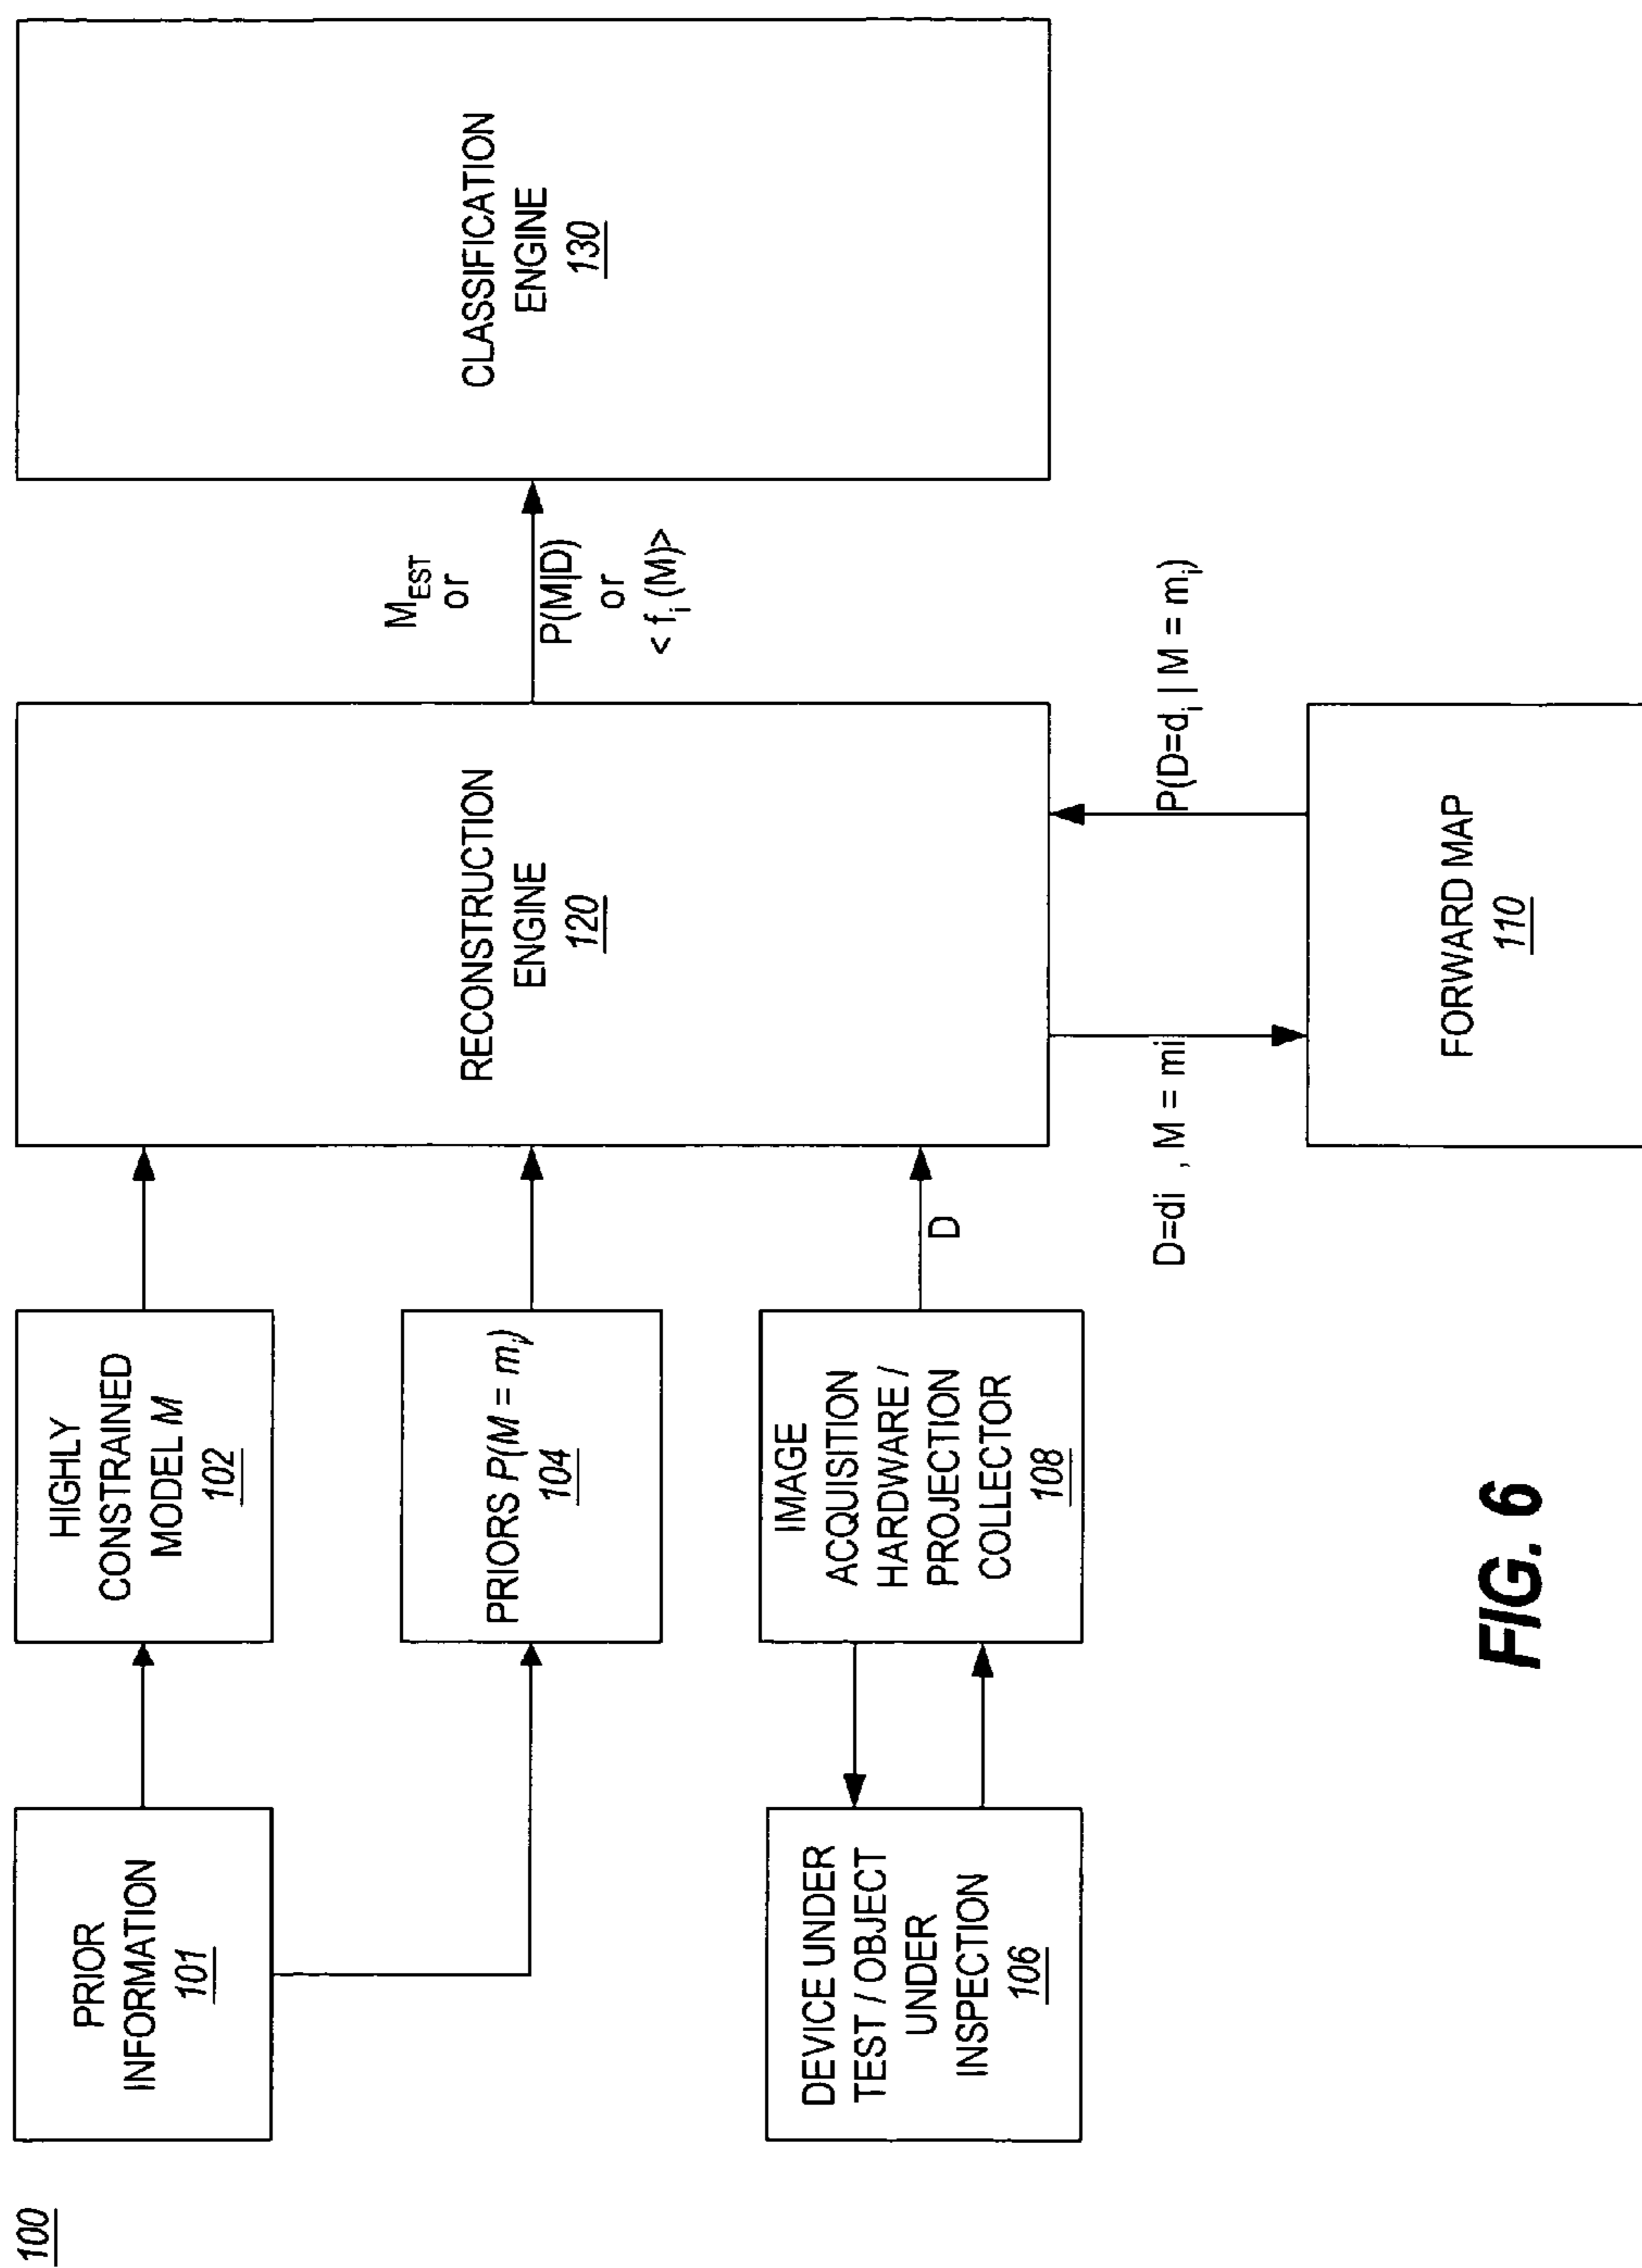 100
PRIOR
INFORMATION
101
HIGHLY
CONSTRAINED
MODEL M
102
PRIORS P(M = mi)
104
DEVICE UNDER
TEST / OBJECT
UNDER
INSPECTION
106
IMAGE
ACQUISITION
HARDWARE /
PROJECTION
COLLECTOR
108
D
RECONSTRUCTION
ENGINE
120
D=di , M = mi
P(D=di | M = mi)
FORWARD MAP
110
MEST
or
P(M|D)
or
< fi (M)>
CLASSIFICATION
ENGINE
130
FIG. 6